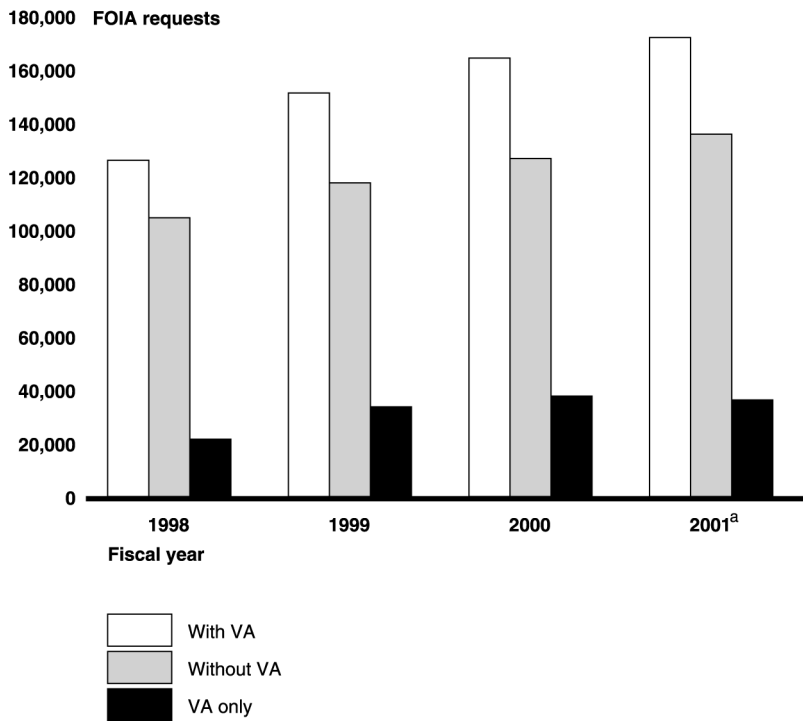 180,000 FOIA requests
160,000
140,000
120,000
100,000
80,000
60,000
40,000
20,000
0
1998 1999 2000 2001a
Fiscal year
With VA
Without VA
VA only